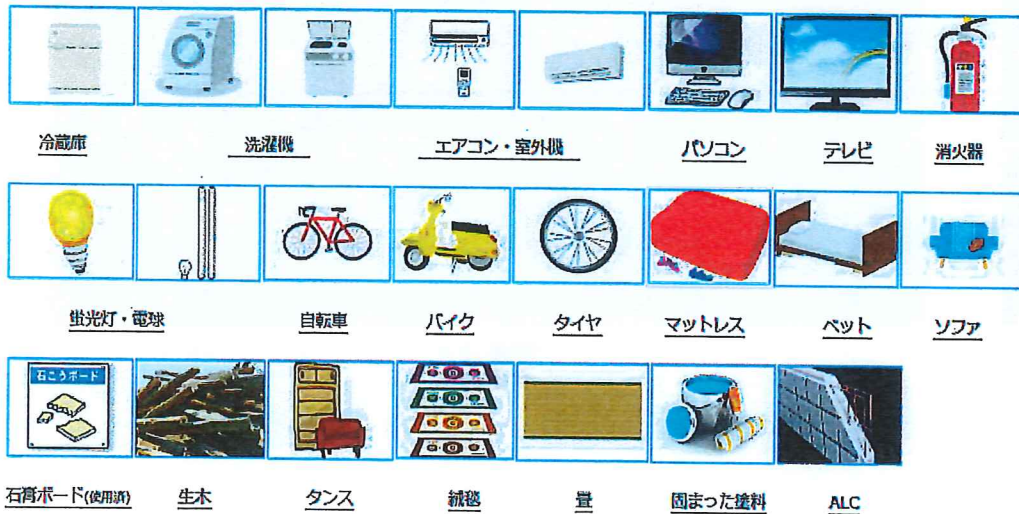 冷蔵庫 洗濯機 エアコン・室外機 パソコン テレビ 消火器
蛍光灯・電球 自転車 バイク タイヤ マットレス ベット ソファ
石こうボード
石膏ボード(使用済) 生木 タンス 絨毯 畳 固まった塗料 ALC